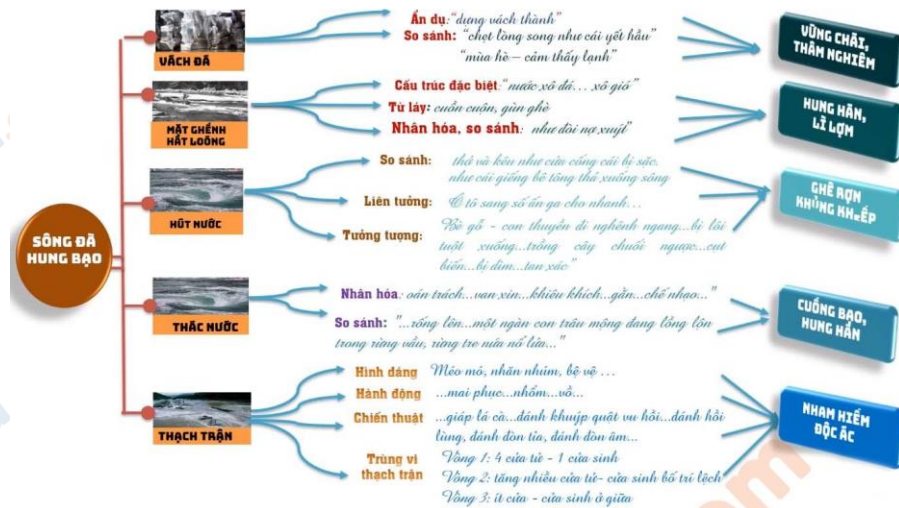 SÔNG ĐÀ
HUNG BẠO
VÁCH ĐÁ
Ẩn dụ: “dựng vách thành”
So sánh: “chẹt lòng song như cái yết hầu”
“mùa hè – cảm thấy lạnh”
VỮNG CHÃI,
THÂM NGHIÊM
MẶT GHỀNH
HÁT LOÓNG
Cấu trúc đặc biệt: “nước xô đá... xô gió”
Từ láy: cuồn cuộn, gùn ghè
Nhân hóa, so sánh: như đòi nợ xuýt”
HUNG HÃN,
LÌ LỢM
HÚT NƯỚC
So sánh: thở và kêu như cửa cống cái bị sặc,
như cái giếng bê tông thả xuống sông
Liên tưởng: Ô tô sang số ấn ga cho nhanh...
Tưởng tượng: “Bè gỗ - con thuyền đi nghênh ngang...bị lôi
tuột xuống...trồng cây chuối ngược...vụt
biến...bị dìm...tan xác”
GHÊ RỢN
KHỦNG KHIẾP
THÁC NƯỚC
Nhân hóa: oán trách...van xin...khiêu khích...gằn...chế nhạo...”
So sánh: “...rống lên...một ngàn con trâu mộng đang lồng lộn
trong rừng vầu, rừng tre nứa nổ lửa...”
CUỒNG BẠO,
HUNG HÃN
THẠCH TRẬN
Hình dáng Méo mó, nhăn nhúm, bệ vệ ...
Hành động ...mai phục...nhổm...vồ...
Chiến thuật ...giáp lá cà...đánh khuỷp quật vu hồi...đánh hồi
lùng, đánh đòn tỉa, đánh đòn âm...
Trùng vi
thạch trận
Vòng 1: 4 cửa tử - 1 cửa sinh
Vòng 2: tăng nhiều cửa tử- cửa sinh bố trí lệch
Vòng 3: ít cửa - cửa sinh ở giữa
NHAM HIỂM
ĐỘC ÁC